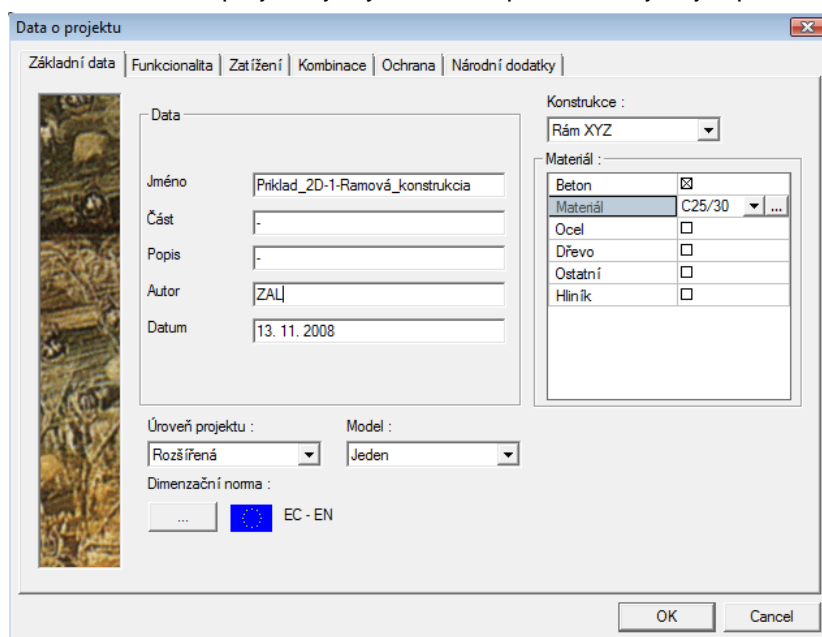 Data o projektu
Základní data Funkcionalita Zatížení Kombinace Ochrana Národní dodatky
Konstrukce :
Rám XYZ
Data
Jméno Priklad_2D-1-Ramová_konstrukcia
Část -
Popis -
Autor ZAL
Datum 13. 11. 2008
Materiál :
Beton
Materiál C25/30 ...
Ocel
Dřevo
Ostatní
Hliník
Úroveň projektu : Model :
Rozšířená Jeden
Dimenzační norma :
... EC - EN
OK Cancel